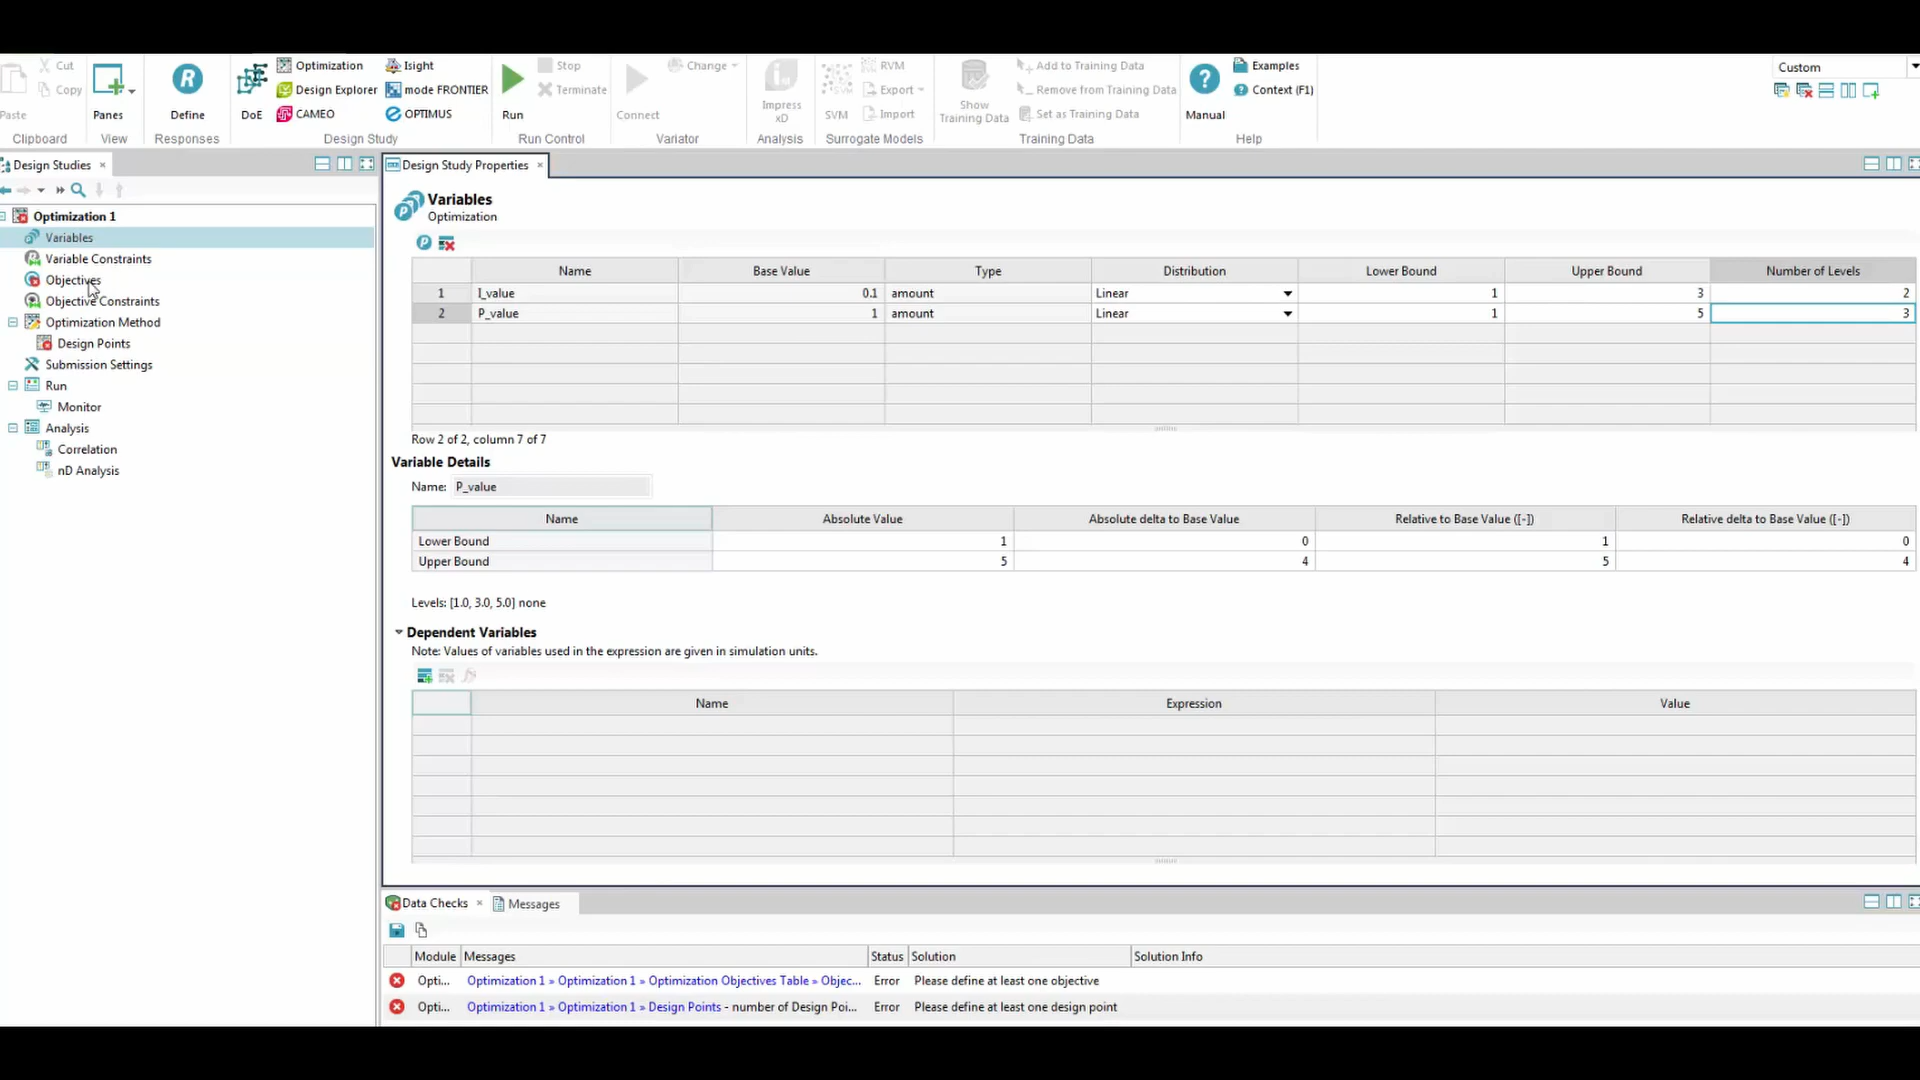 Cut
Copy
Paste
Clipboard
Panes
View
R
Define
Responses
DoE
Optimization
Design Explorer
CAMEO
Isight
mode FRONTIER
OPTIMUS
Design Study
Run
Stop
Terminate
Run Control
Connect
Change
Variator
Impress
xD
Analysis
SVM
RVM
Export
Import
Surrogate Models
Show
Training Data
Add to Training Data
Remove from Training Data
Set as Training Data
Training Data
Manual
Examples
Context (F1)
Help
Custom
Design Studies
Optimization 1
Variables
Variable Constraints
Objectives
Objective Constraints
Optimization Method
Design Points
Submission Settings
Run
Monitor
Analysis
Correlation
nD Analysis
Design Study Properties
Variables
Optimization
Name Base Value Type Distribution Lower Bound Upper Bound Number of Levels
1 I_value 0.1 amount Linear 1 3 2
2 P_value 1 amount Linear 1 5 3
Row 2 of 2, column 7 of 7
Variable Details
Name: P_value
Name Absolute Value Absolute delta to Base Value Relative to Base Value ([-]) Relative delta to Base Value ([-])
Lower Bound 1 0 1 0
Upper Bound 5 4 5 4
Levels: [1.0, 3.0, 5.0] none
Dependent Variables
Note: Values of variables used in the expression are given in simulation units.
Name Expression Value
Data Checks
Messages
Module Messages Status Solution Solution Info
Opti... Optimization 1 » Optimization 1 » Optimization Objectives Table » Objec... Error Please define at least one objective
Opti... Optimization 1 » Optimization 1 » Design Points - number of Design Poi... Error Please define at least one design point